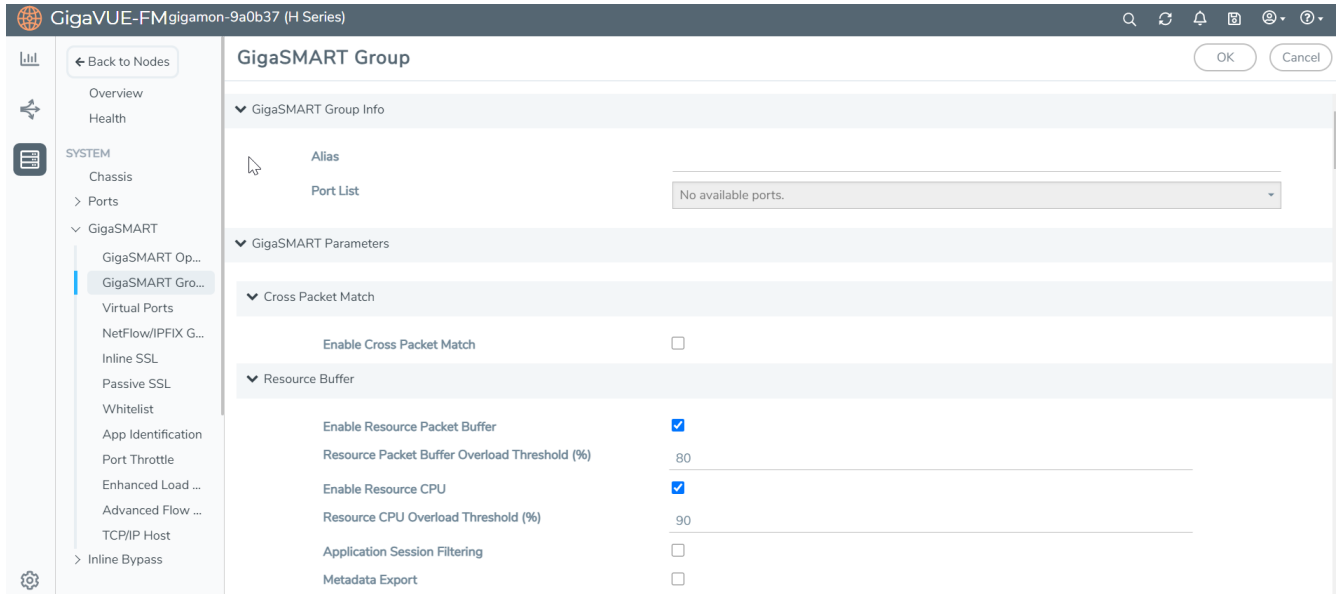 GigaVUE-FM gigamon-9a0b37 (H Series)
← Back to Nodes
Overview
Health
SYSTEM
Chassis
Ports
GigaSMART
GigaSMART Op...
GigaSMART Gro...
Virtual Ports
NetFlow/IPFIX G...
Inline SSL
Passive SSL
Whitelist
App Identification
Port Throttle
Enhanced Load ...
Advanced Flow ...
TCP/IP Host
Inline Bypass
GigaSMART Group
OK
Cancel
GigaSMART Group Info
Alias
Port List
No available ports.
GigaSMART Parameters
Cross Packet Match
Enable Cross Packet Match
Resource Buffer
Enable Resource Packet Buffer
Resource Packet Buffer Overload Threshold (%)
80
Enable Resource CPU
Resource CPU Overload Threshold (%)
90
Application Session Filtering
Metadata Export